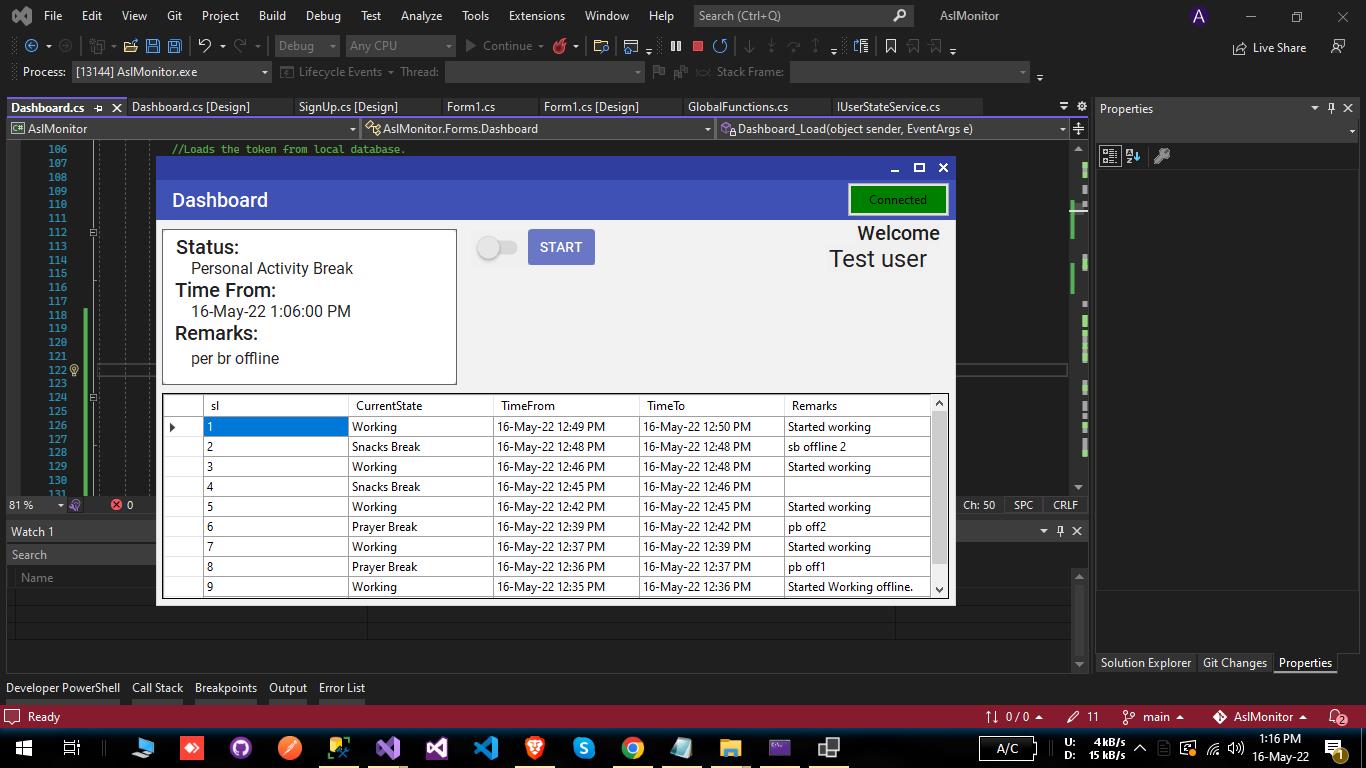 File Edit View Git Project Build Debug Test Analyze Tools Extensions Window Help Search (Ctrl+Q) AslMonitor A
Debug Any CPU Continue Live Share
Process: [13144] AslMonitor.exe Lifecycle Events Thread: Stack Frame:
Dashboard.cs Dashboard.cs [Design] SignUp.cs [Design] Form1.cs Form1.cs [Design] GlobalFunctions.cs IUserStateService.cs
AslMonitor AslMonitor.Forms.Dashboard Dashboard_Load(object sender, EventArgs e)
106 //Loads the token from local database.
107
108
109
110
111
112
113
114
115
116
117
118
119
120
121
122
123
124
125
126
127
128
129
130
131
Dashboard Connected
Status:
Personal Activity Break
Time From:
16-May-22 1:06:00 PM
Remarks:
per br offline
START
Welcome
Test user
sl CurrentState TimeFrom TimeTo Remarks
1 Working 16-May-22 12:49 PM 16-May-22 12:50 PM Started working
2 Snacks Break 16-May-22 12:48 PM 16-May-22 12:48 PM sb offline 2
3 Working 16-May-22 12:46 PM 16-May-22 12:48 PM Started working
4 Snacks Break 16-May-22 12:45 PM 16-May-22 12:46 PM
5 Working 16-May-22 12:42 PM 16-May-22 12:45 PM Started working
6 Prayer Break 16-May-22 12:39 PM 16-May-22 12:42 PM pb off2
7 Working 16-May-22 12:37 PM 16-May-22 12:39 PM Started working
8 Prayer Break 16-May-22 12:36 PM 16-May-22 12:37 PM pb off1
9 Working 16-May-22 12:35 PM 16-May-22 12:36 PM Started Working offline.
81 % 0 Ch: 50 SPC CRLF
Watch 1
Search
Name
Properties
Solution Explorer Git Changes Properties
Developer PowerShell Call Stack Breakpoints Output Error List
Ready 0 / 0 11 main AslMonitor 2
A/C U: 4 kB/s D: 15 kB/s 1:16 PM 16-May-22 1